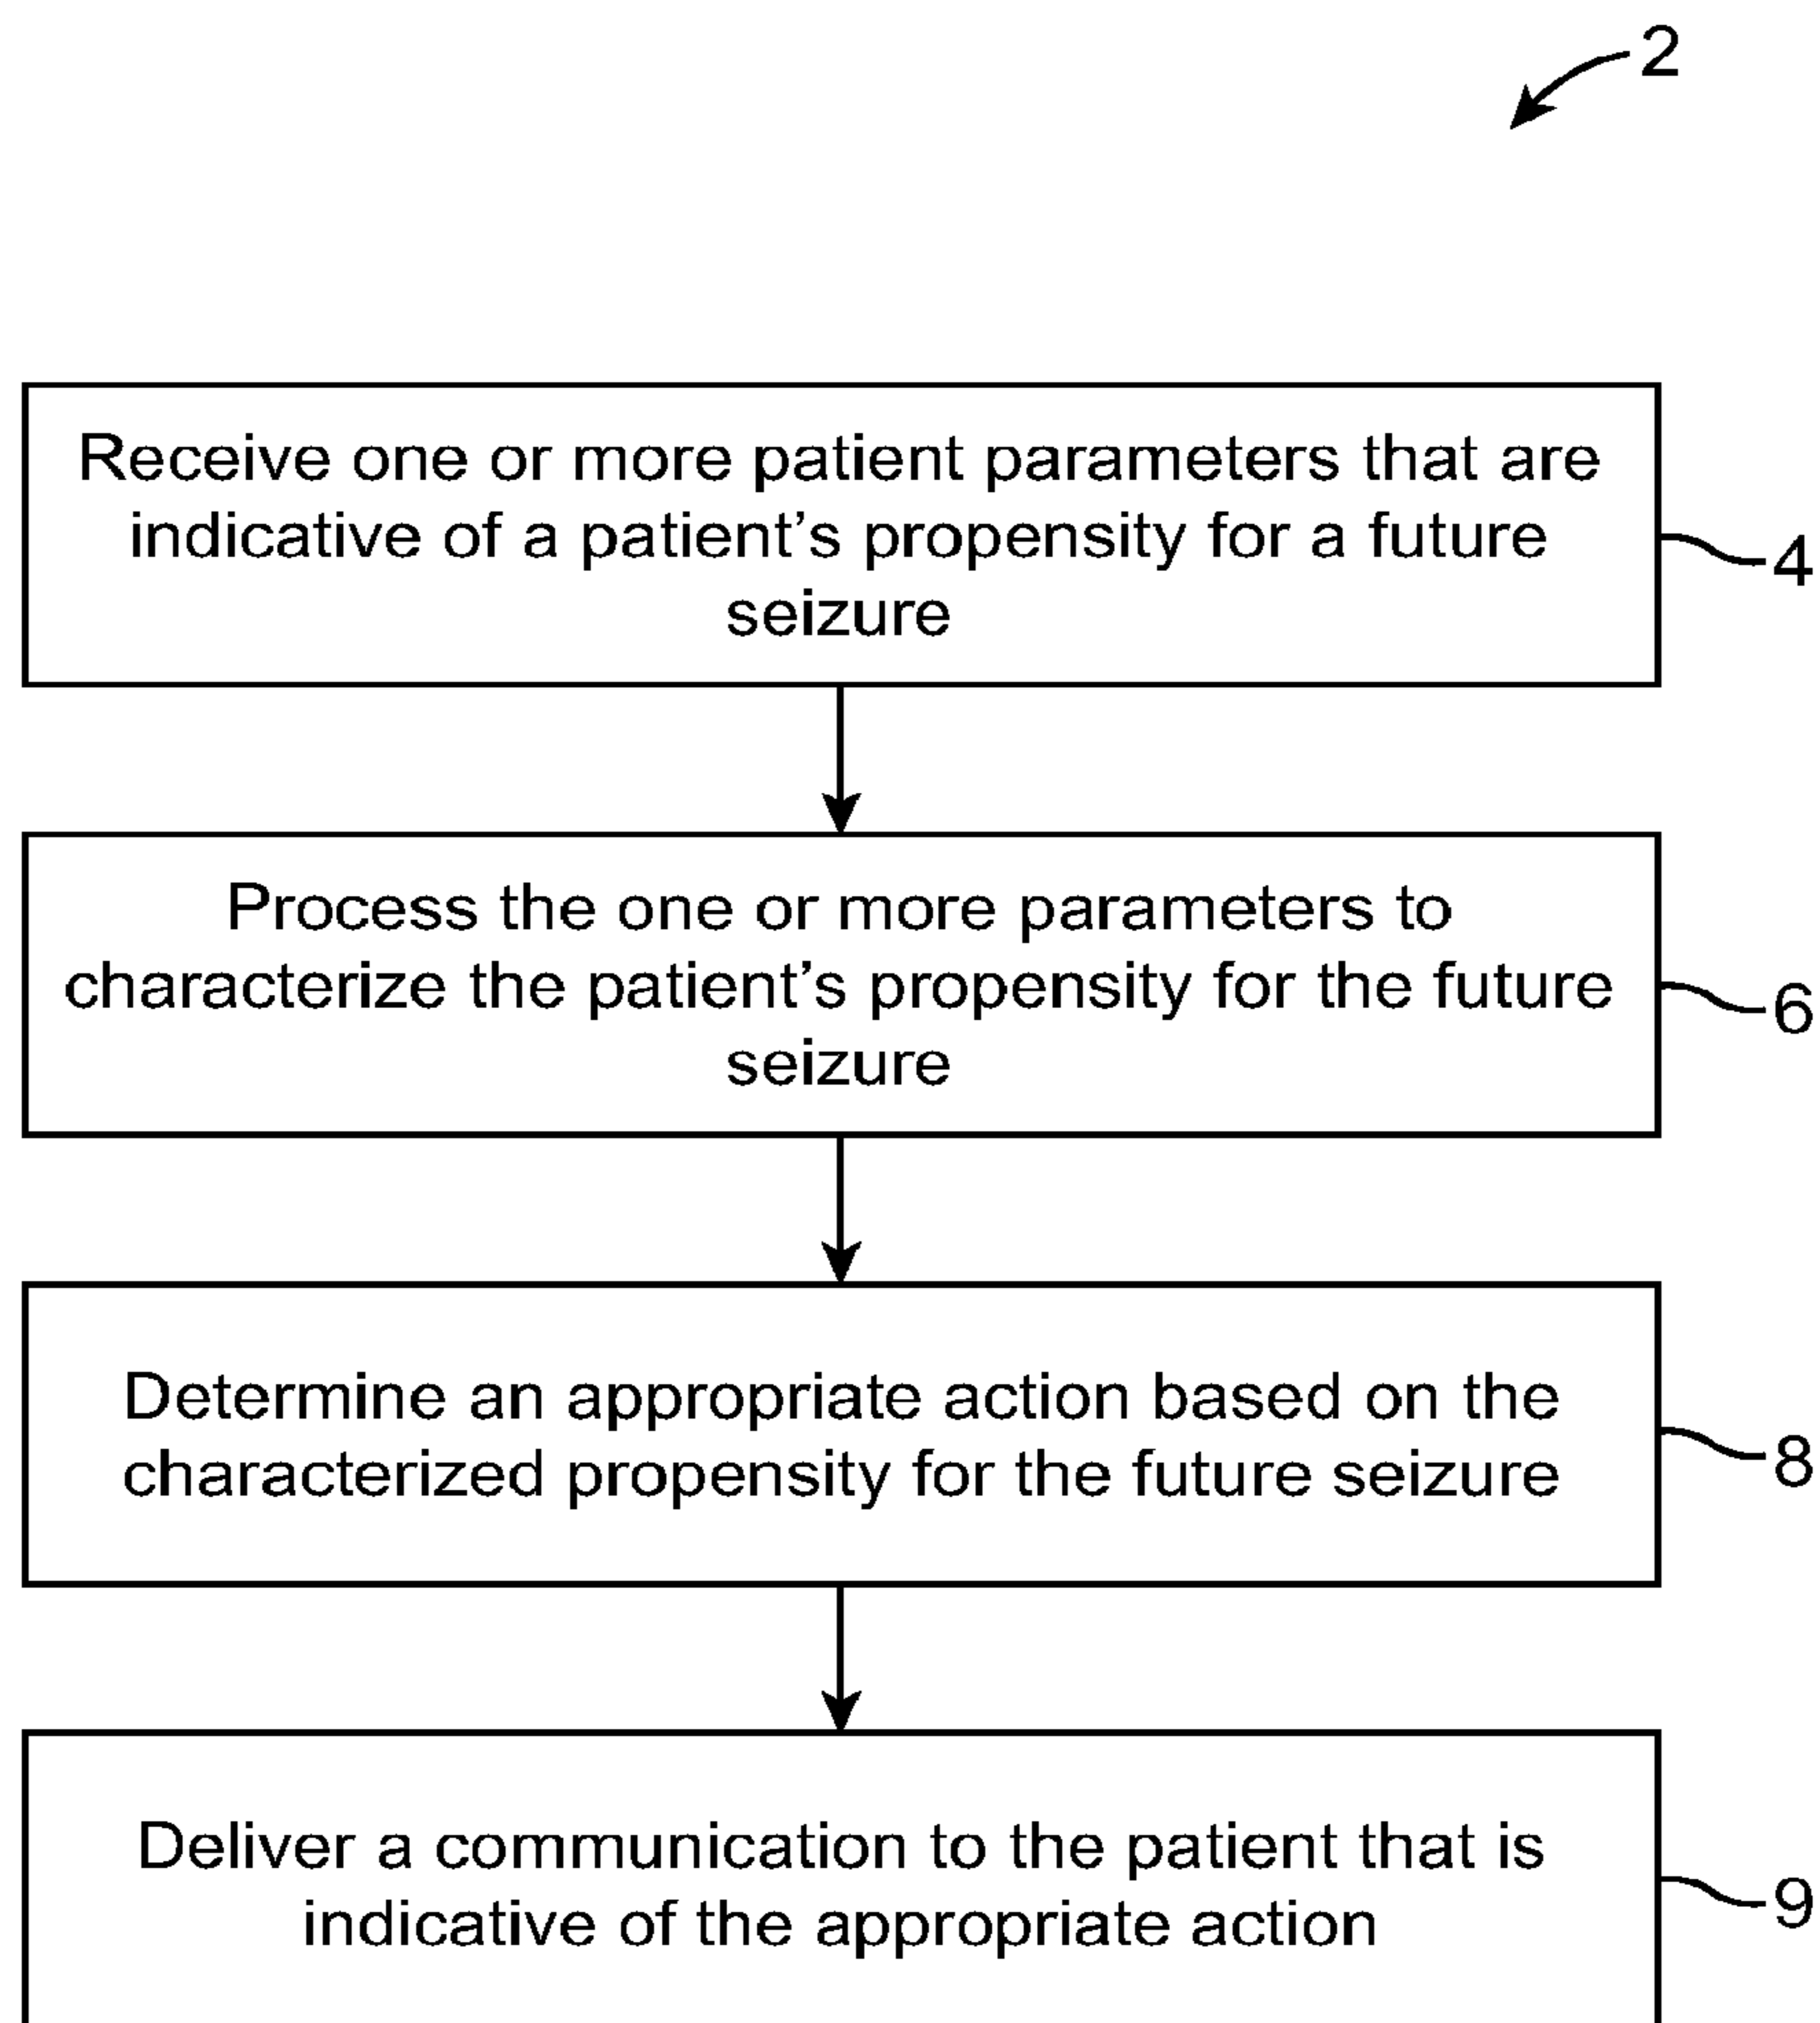 2
Receive one or more patient parameters that are
indicative of a patient’s propensity for a future
seizure
4
Process the one or more parameters to
characterize the patient’s propensity for the future
seizure
6
Determine an appropriate action based on the
characterized propensity for the future seizure
8
Deliver a communication to the patient that is
indicative of the appropriate action
9